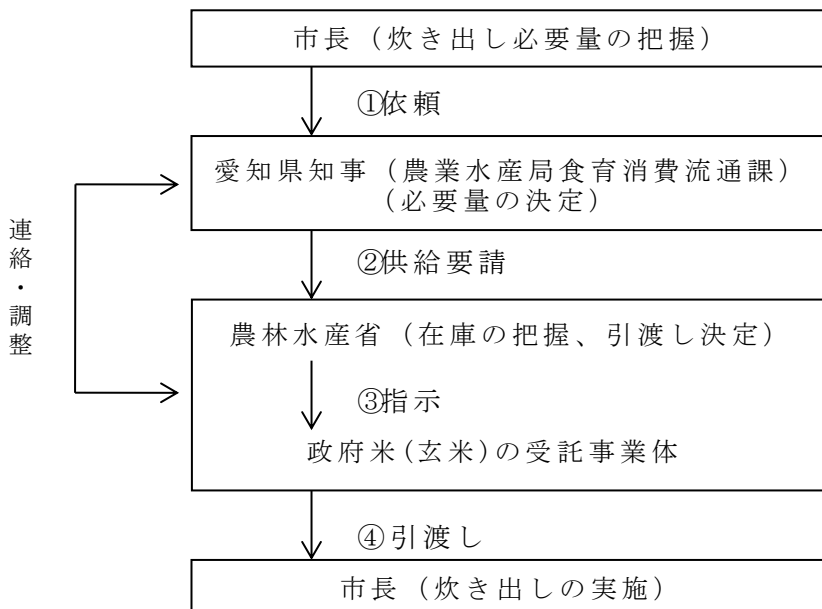 市長（炊き出し必要量の把握）
①依頼
愛知県知事（農業水産局食育消費流通課）
（必要量の決定）
連絡・調整
②供給要請
農林水産省（在庫の把握、引渡し決定）
③指示
政府米(玄米)の受託事業体
④引渡し
市長（炊き出しの実施）